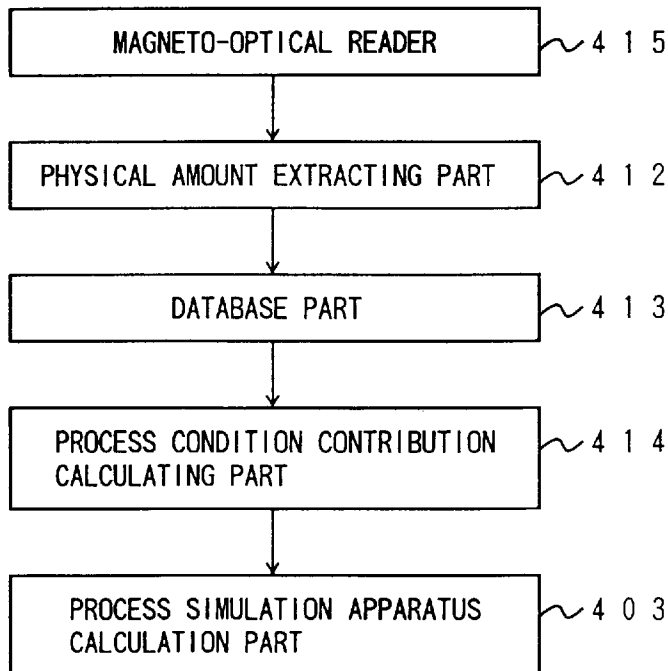 MAGNETO-OPTICAL READER 415
PHYSICAL AMOUNT EXTRACTING PART 412
DATABASE PART 413
PROCESS CONDITION CONTRIBUTION 414
CALCULATING PART
PROCESS SIMULATION APPARATUS 403
CALCULATION PART